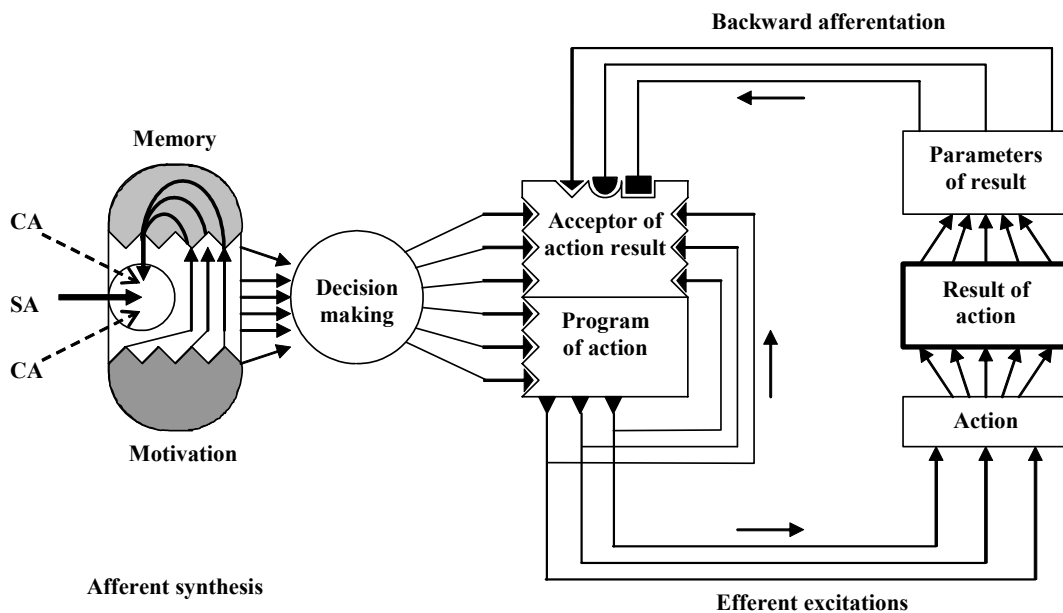 Backward afferentation
Memory
CA
SA
CA
Motivation
Afferent synthesis
Decision
making
Acceptor of
action result
Program
of action
Parameters
of result
Result of
action
Action
Efferent excitations